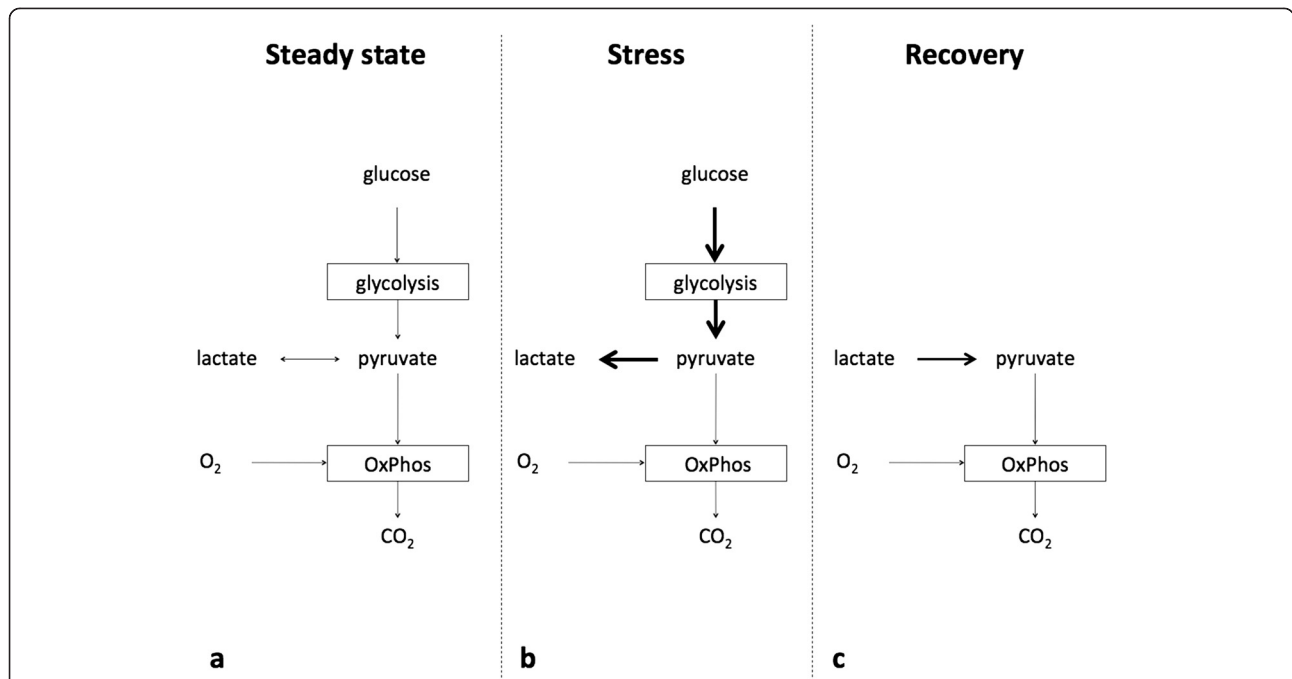 Steady state
Stress
Recovery
glucose
glucose
glycolysis
glycolysis
lactate
pyruvate
lactate
pyruvate
lactate
pyruvate
O₂
OxPhos
O₂
OxPhos
O₂
OxPhos
CO₂
CO₂
CO₂
a
b
c